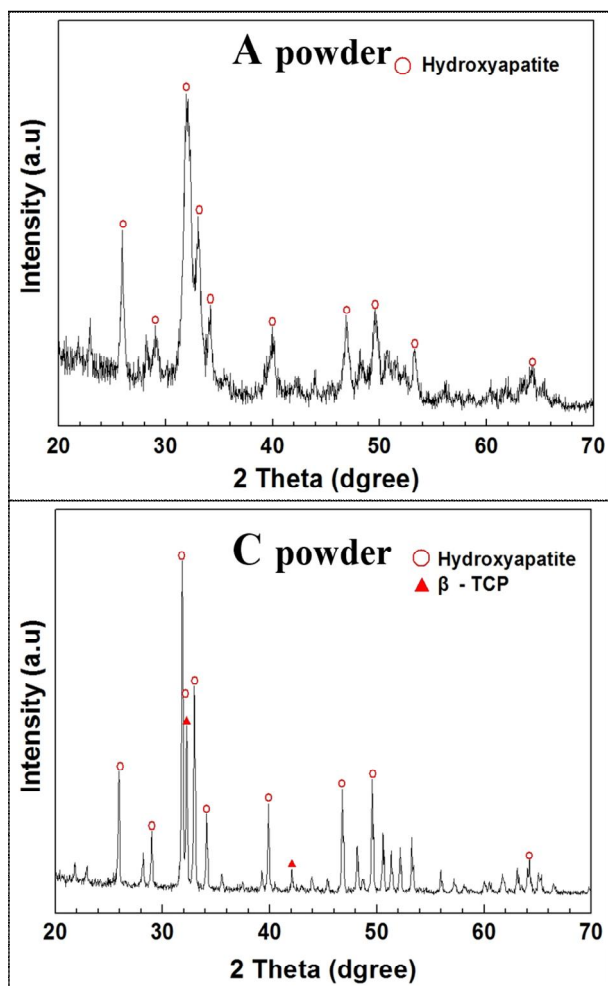 A powder
Hydroxyapatite
Intensity (a.u)
20 30 40 50 60 70
2 Theta (dgree)
C powder
Hydroxyapatite
β - TCP
Intensity (a.u)
20 30 40 50 60 70
2 Theta (dgree)